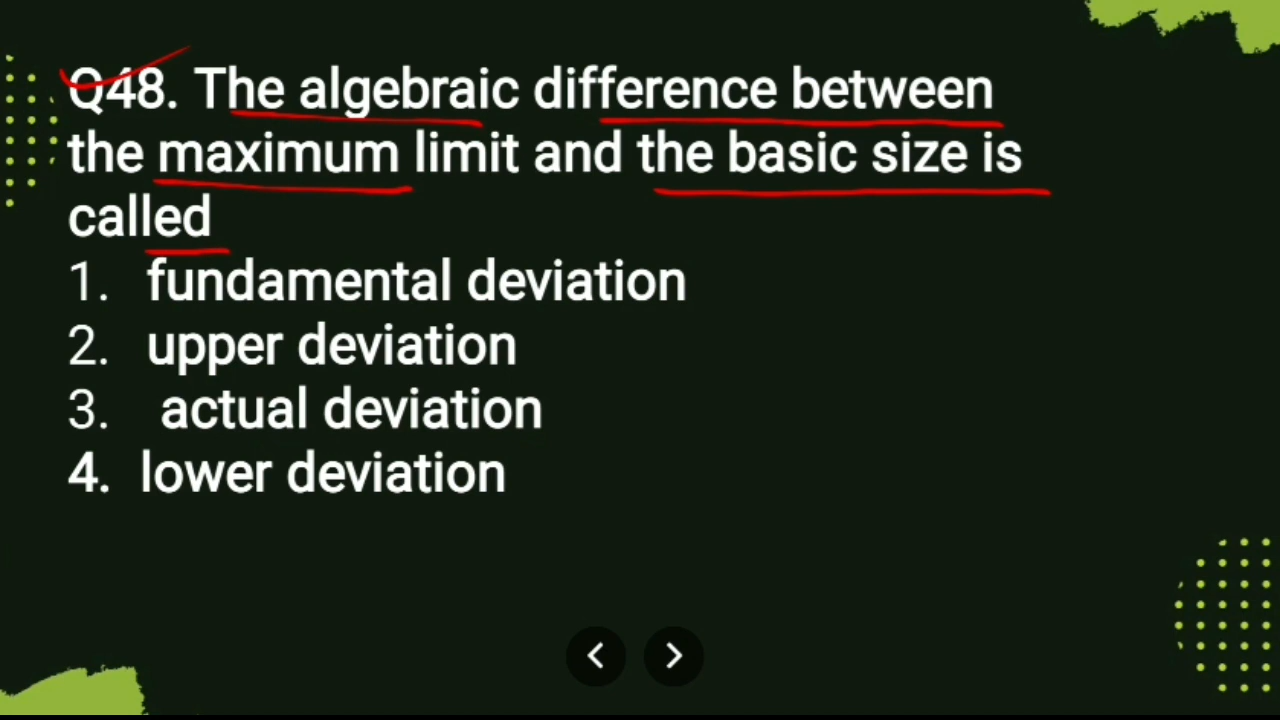 Q48. The algebraic difference between
the maximum limit and the basic size is
called
1. fundamental deviation
2. upper deviation
3. actual deviation
4. lower deviation